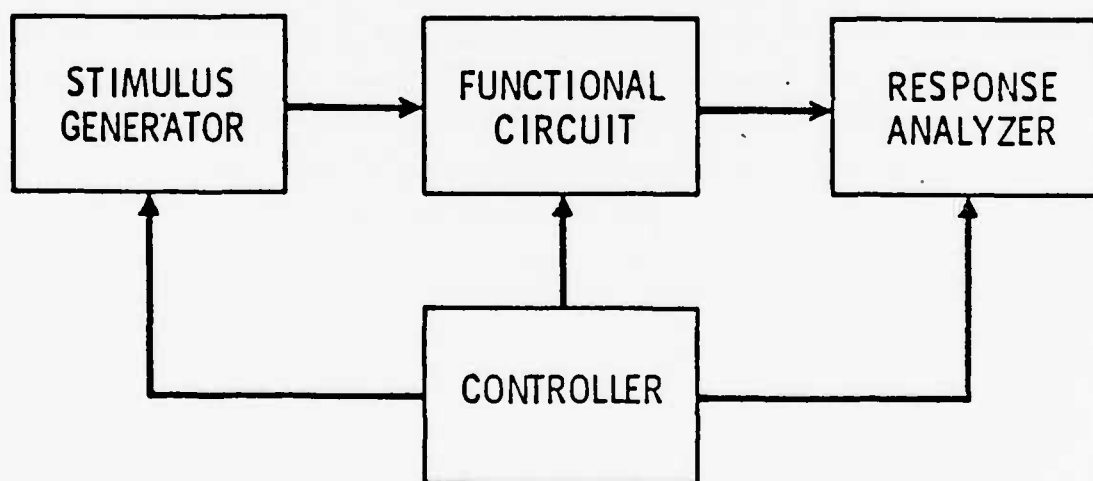 STIMULUS
GENERATOR
FUNCTIONAL
CIRCUIT
RESPONSE
ANALYZER
CONTROLLER